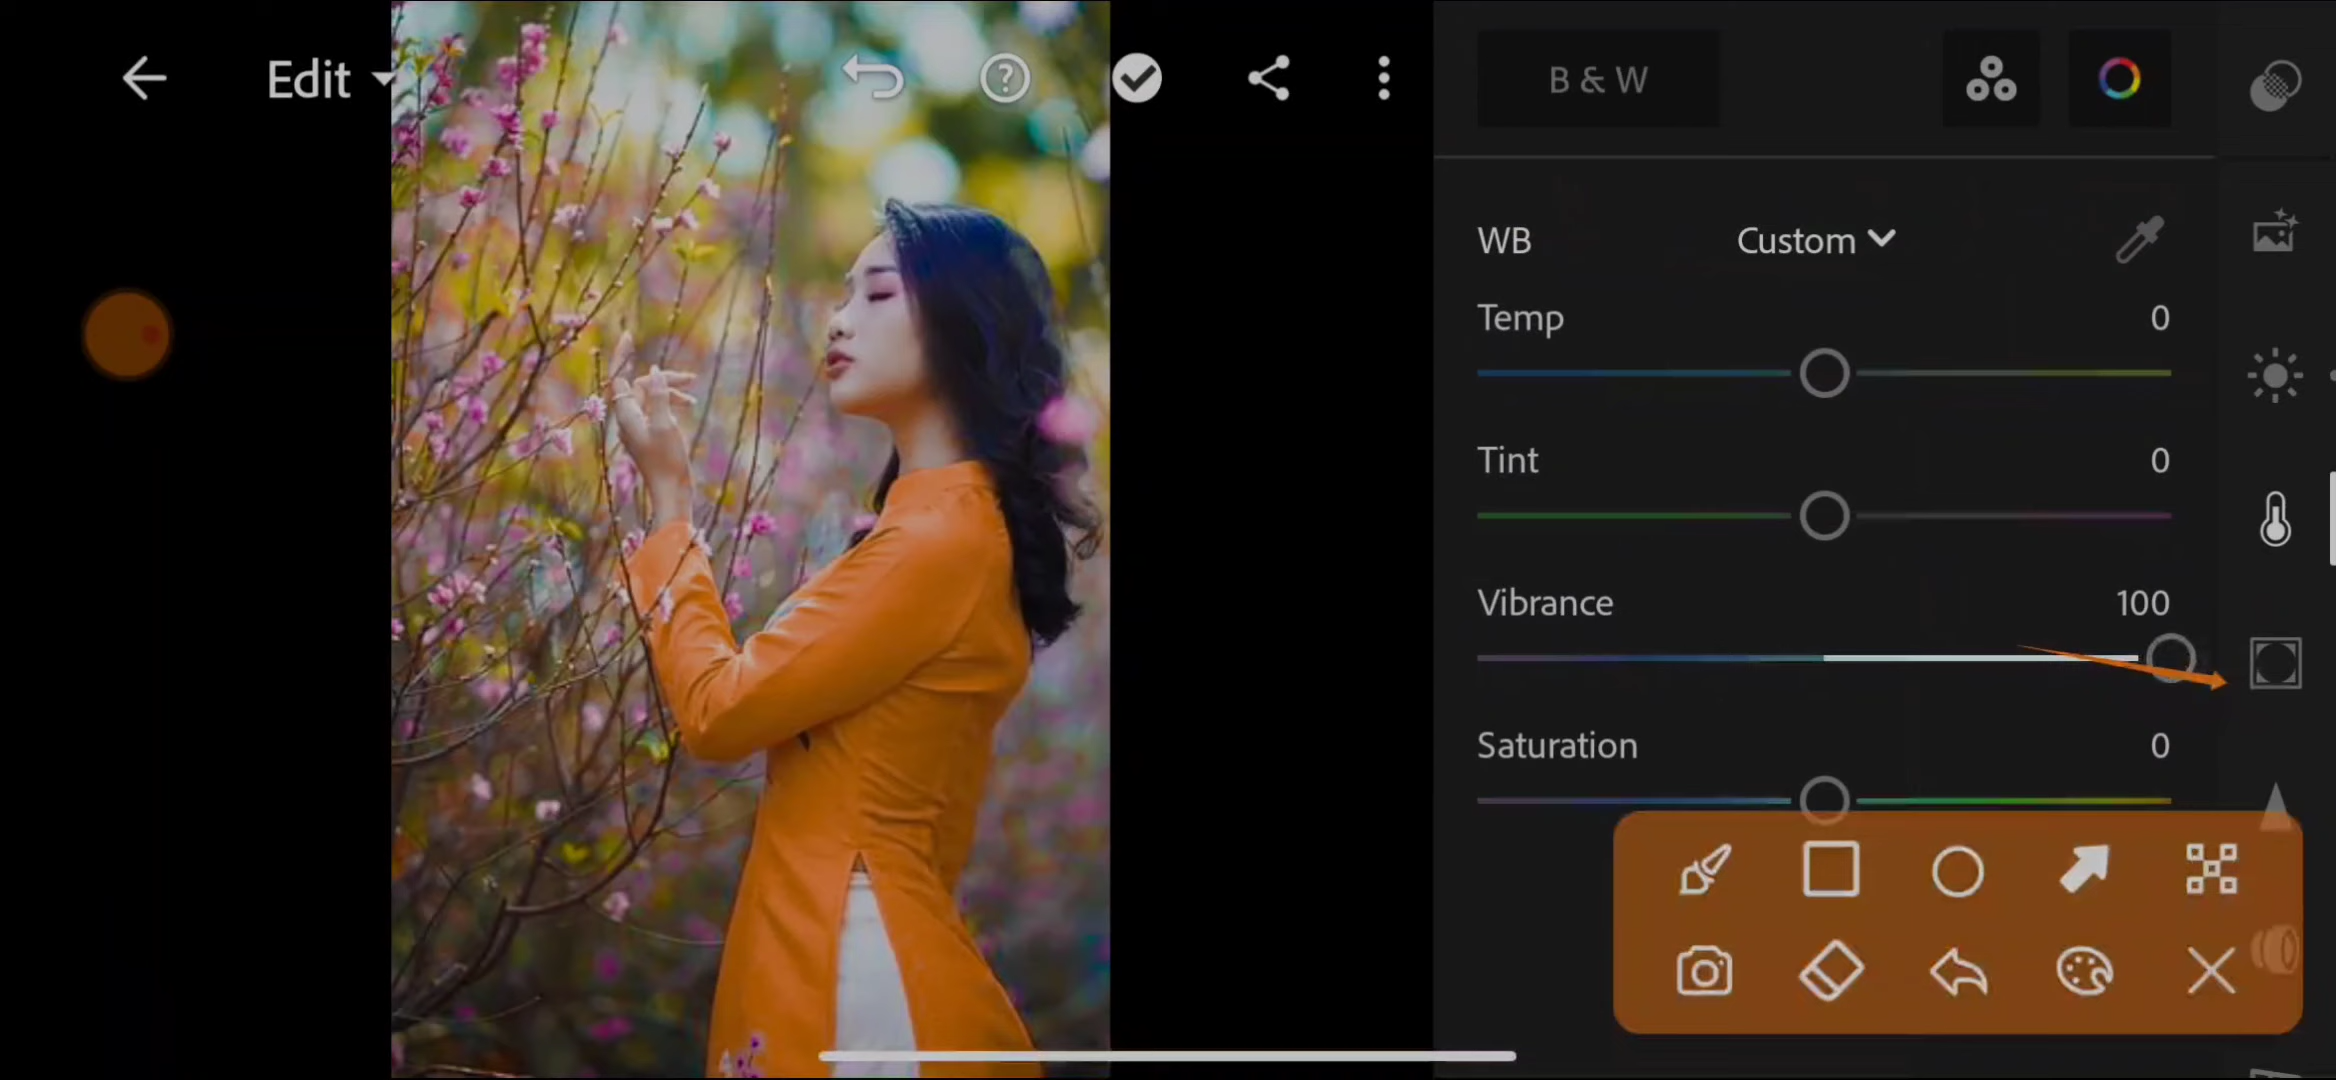 Edit
B & W
WB
Custom
Temp
0
Tint
0
Vibrance
100
Saturation
0